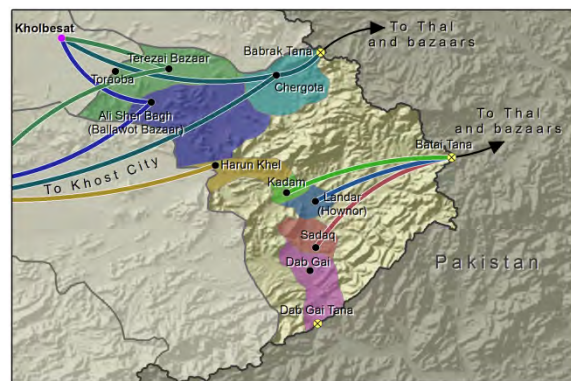 Kholbesat
Babrak Tana
To Thal
and bazaars
Terezai Bazaar
Toraoba
Chergota
Ali Sher Bagh
(Ballawot Bazaar)
To Thal
and bazaars
Batai Tana
Harun Khel
To Khost City
Kadam
Landar
(Hownor)
Sadaq
Dab Gai
Pakistan
Dab Gai Tana